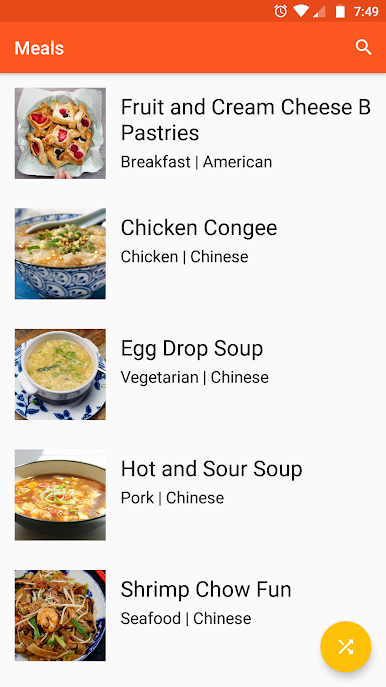 7:49
Meals
Fruit and Cream Cheese B
Pastries
Breakfast | American
Chicken Congee
Chicken | Chinese
Egg Drop Soup
Vegetarian | Chinese
Hot and Sour Soup
Pork | Chinese
Shrimp Chow Fun
Seafood | Chinese